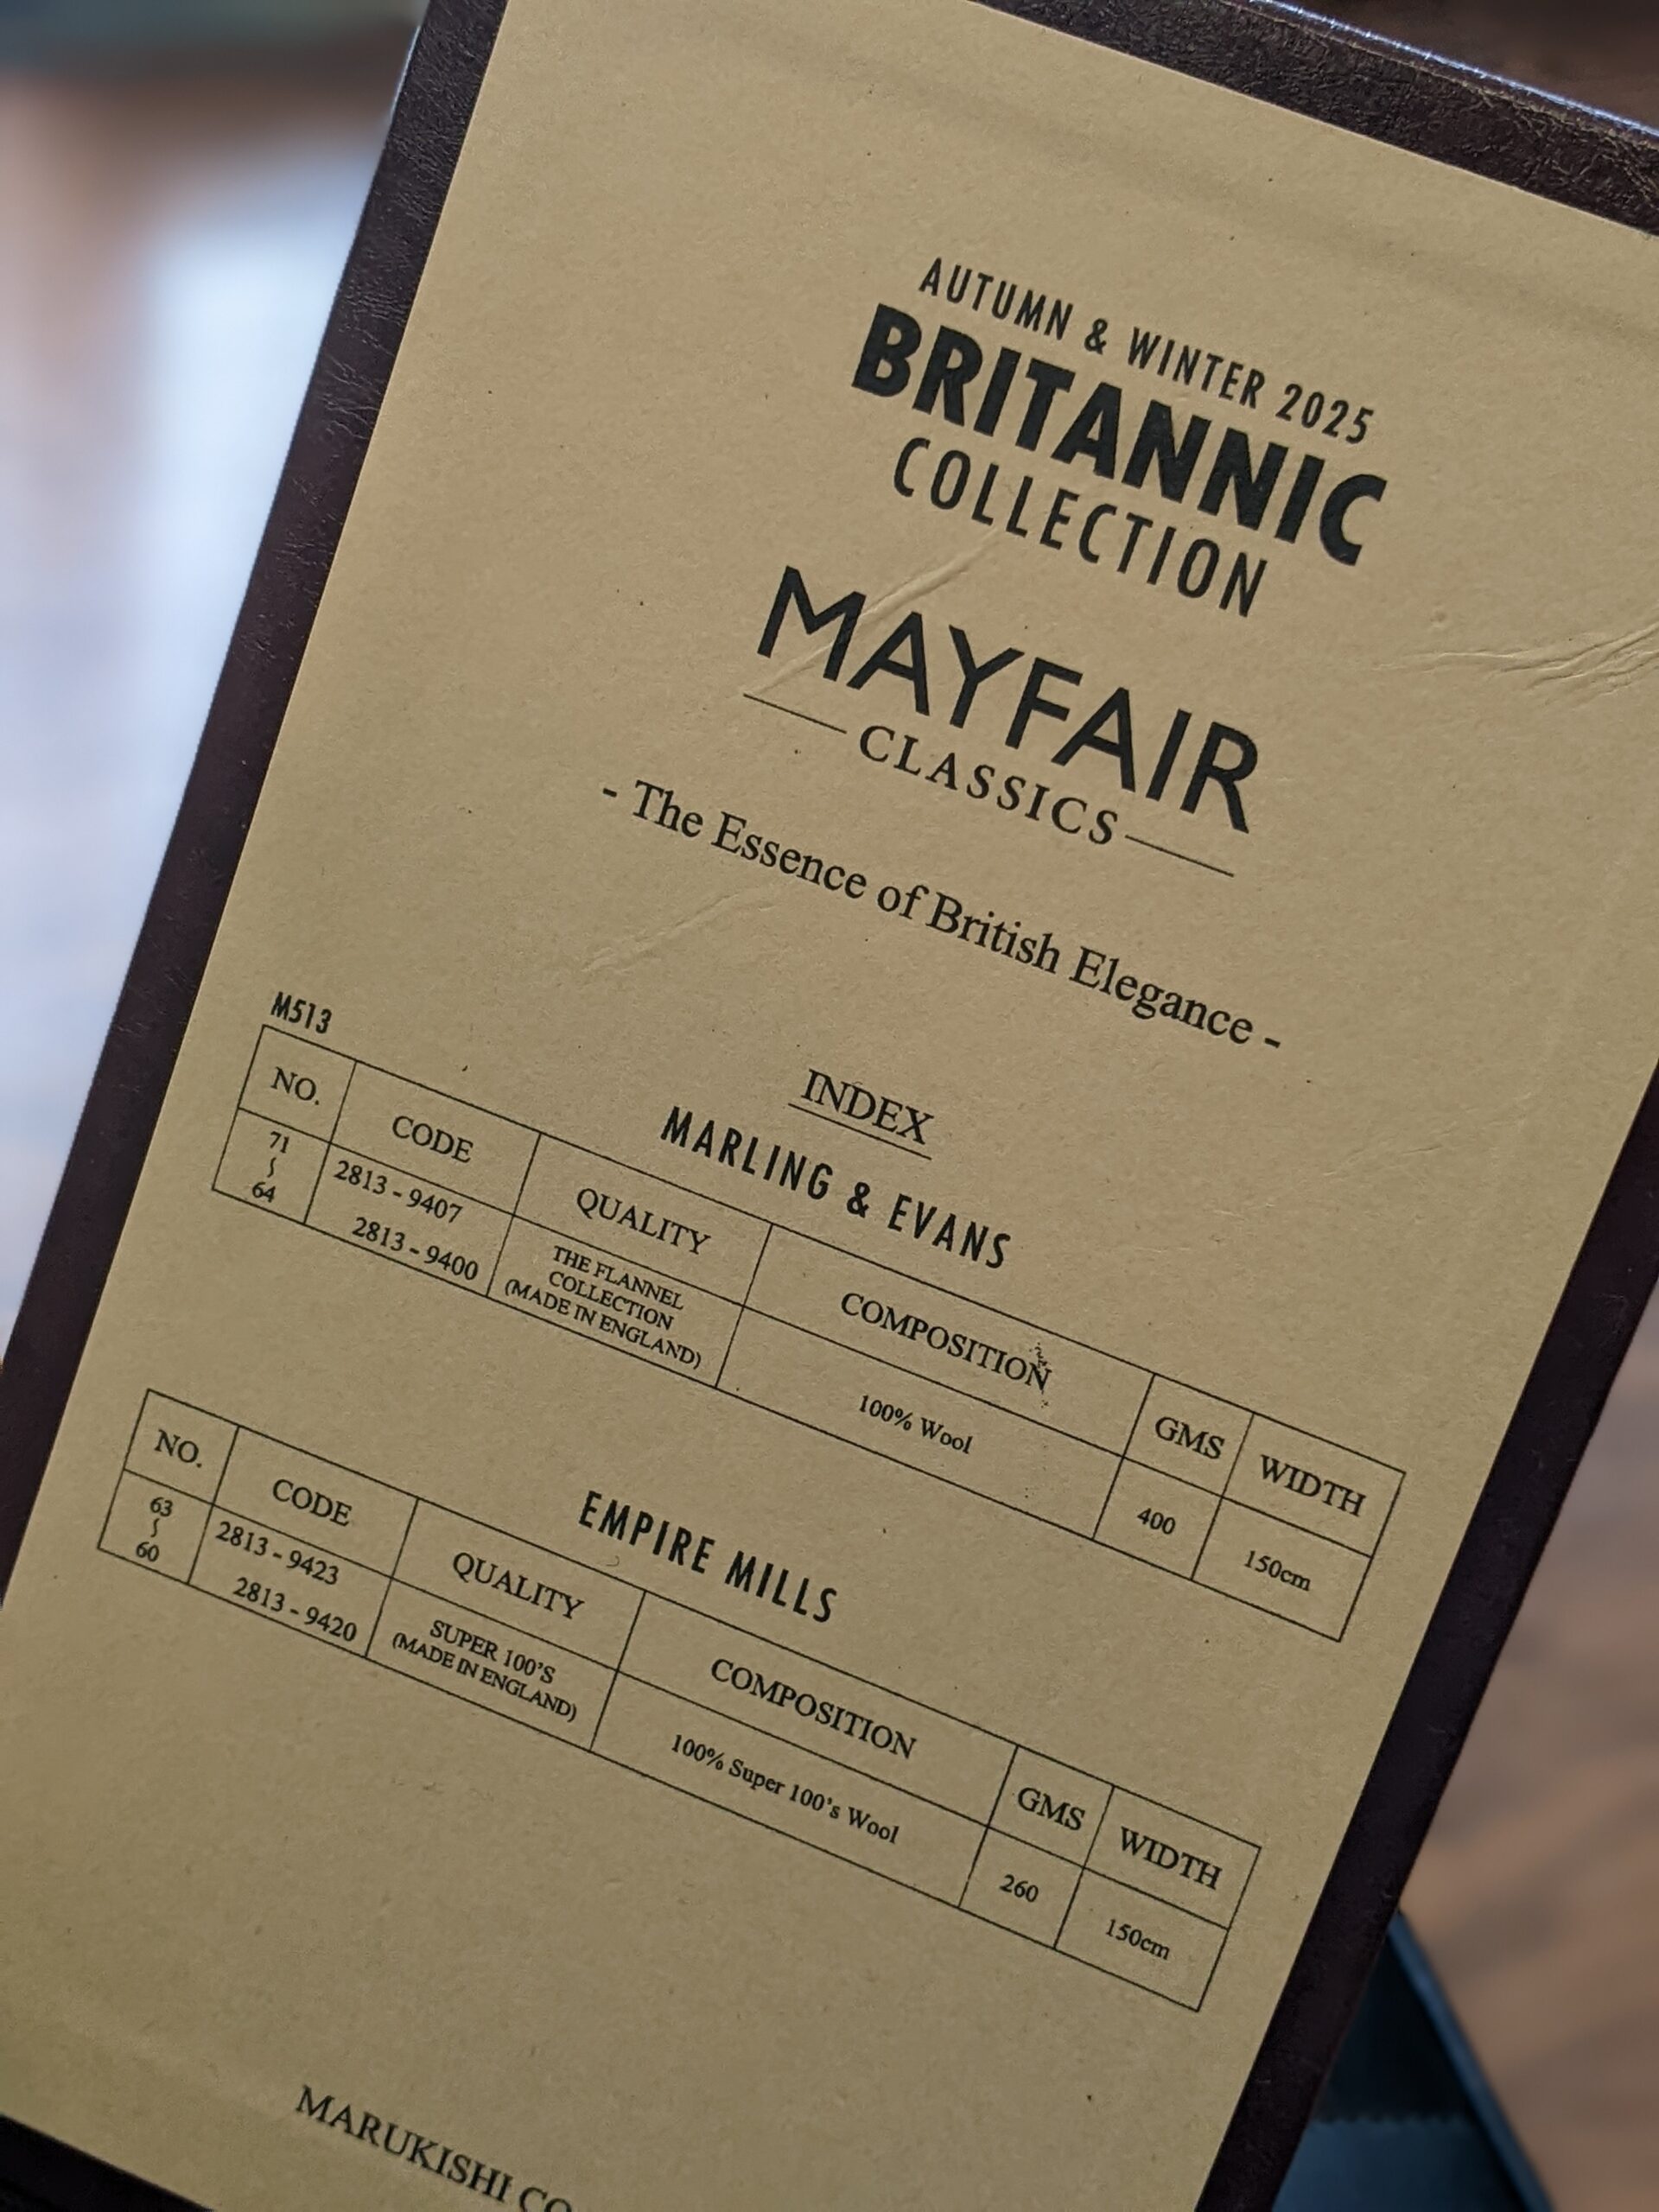 AUTUMN & WINTER 2025
BRITANNIC
COLLECTION
MAYFAIR
CLASSICS
- The Essence of British Elegance -
INDEX
M513
MARLING & EVANS
NO. CODE QUALITY COMPOSITION GMS WIDTH
71 〜 64
2813 - 9407
2813 - 9400
THE FLANNEL
COLLECTION
(MADE IN ENGLAND)
100% Wool
400
150cm
EMPIRE MILLS
NO. CODE QUALITY COMPOSITION GMS WIDTH
63 〜 60
2813 - 9423
2813 - 9420
SUPER 100'S
(MADE IN ENGLAND)
100% Super 100's Wool
260
150cm
MARUKISHI CO